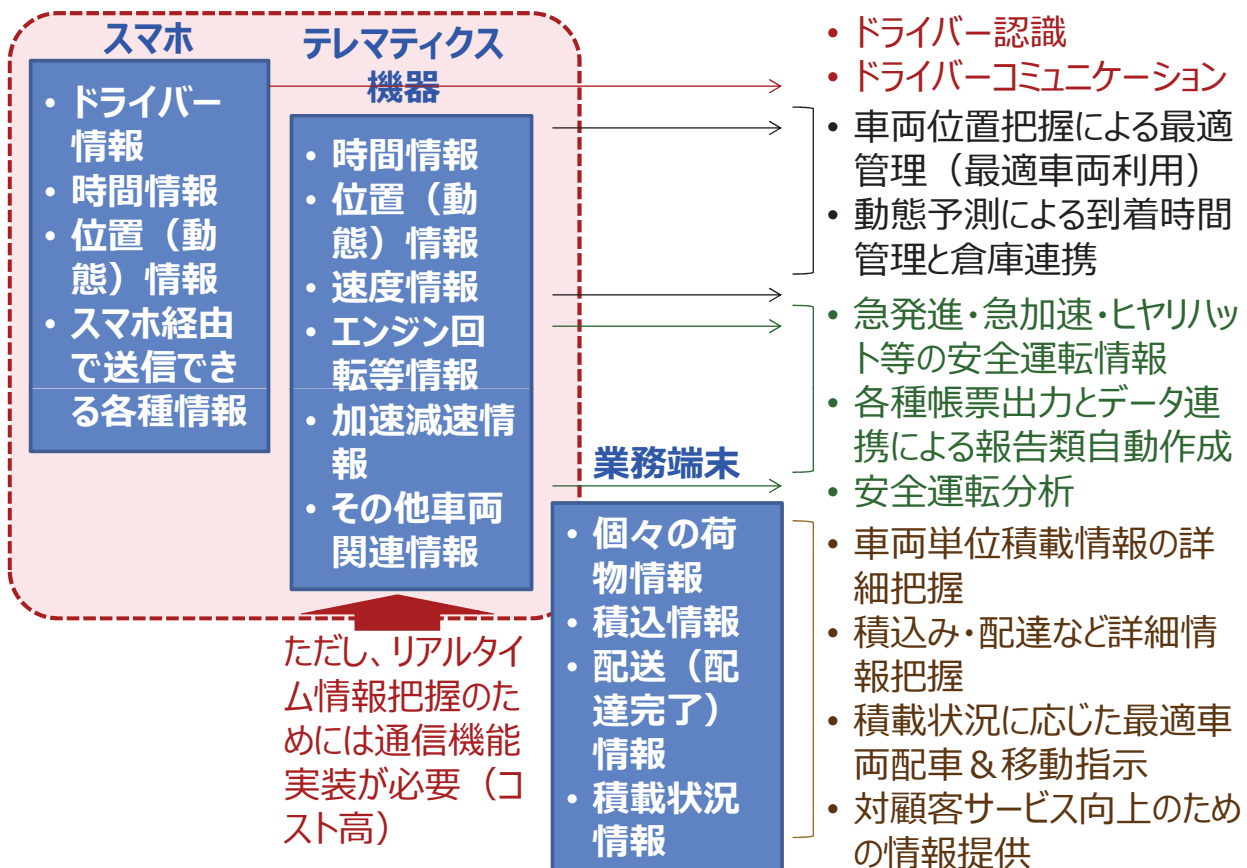 スマホ
・ドライバー
情報
・時間情報
・位置（動
態）情報
・スマホ経由
で送信でき
る各種情報
テレマティクス
機器
・時間情報
・位置（動
態）情報
・速度情報
・エンジン回
転等情報
・加速減速情
報
・その他車両
関連情報
ただし、リアルタイ
ム情報把握のた
めには通信機能
実装が必要（コ
スト高）
業務端末
・個々の荷
物情報
・積込情報
・配送（配
達完了）
情報
・積載状況
情報
・ドライバー認識
・ドライバーコミュニケーション
・車両位置把握による最適
管理（最適車両利用）
・動態予測による到着時間
管理と倉庫連携
・急発進・急加速・ヒヤリハッ
ト等の安全運転情報
・各種帳票出力とデータ連
携による報告類自動作成
・安全運転分析
・車両単位積載情報の詳
細把握
・積込み・配達など詳細情
報把握
・積載状況に応じた最適車
両配車＆移動指示
・対顧客サービス向上のため
の情報提供